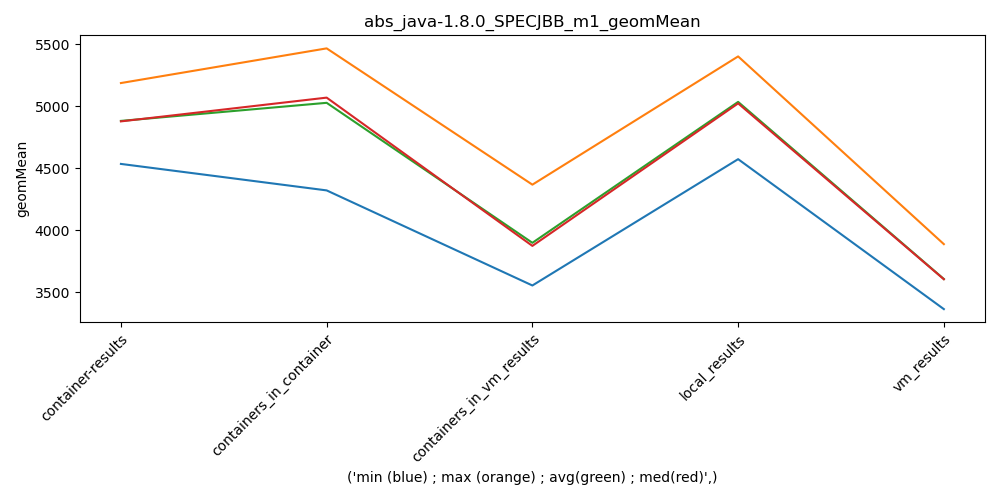 abs_java-1.8.0_SPECJBB_m1_geomMean
geomMean
5500
5000
4500
4000
3500
container-results
containers_in_container
containers_in_vm_results
local_results
vm_results
('min (blue) ; max (orange) ; avg(green) ; med(red)',)